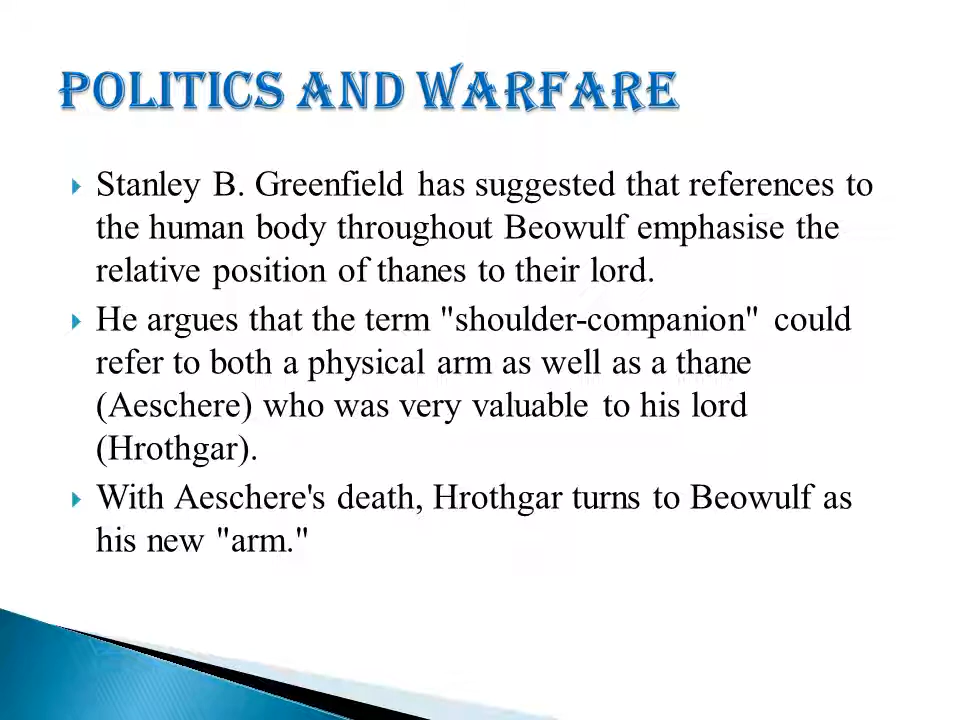 POLITICS AND WARFARE
Stanley B. Greenfield has suggested that references to
the human body throughout Beowulf emphasise the
relative position of thanes to their lord.
He argues that the term "shoulder-companion" could
refer to both a physical arm as well as a thane
(Aeschere) who was very valuable to his lord
(Hrothgar).
With Aeschere's death, Hrothgar turns to Beowulf as
his new "arm."